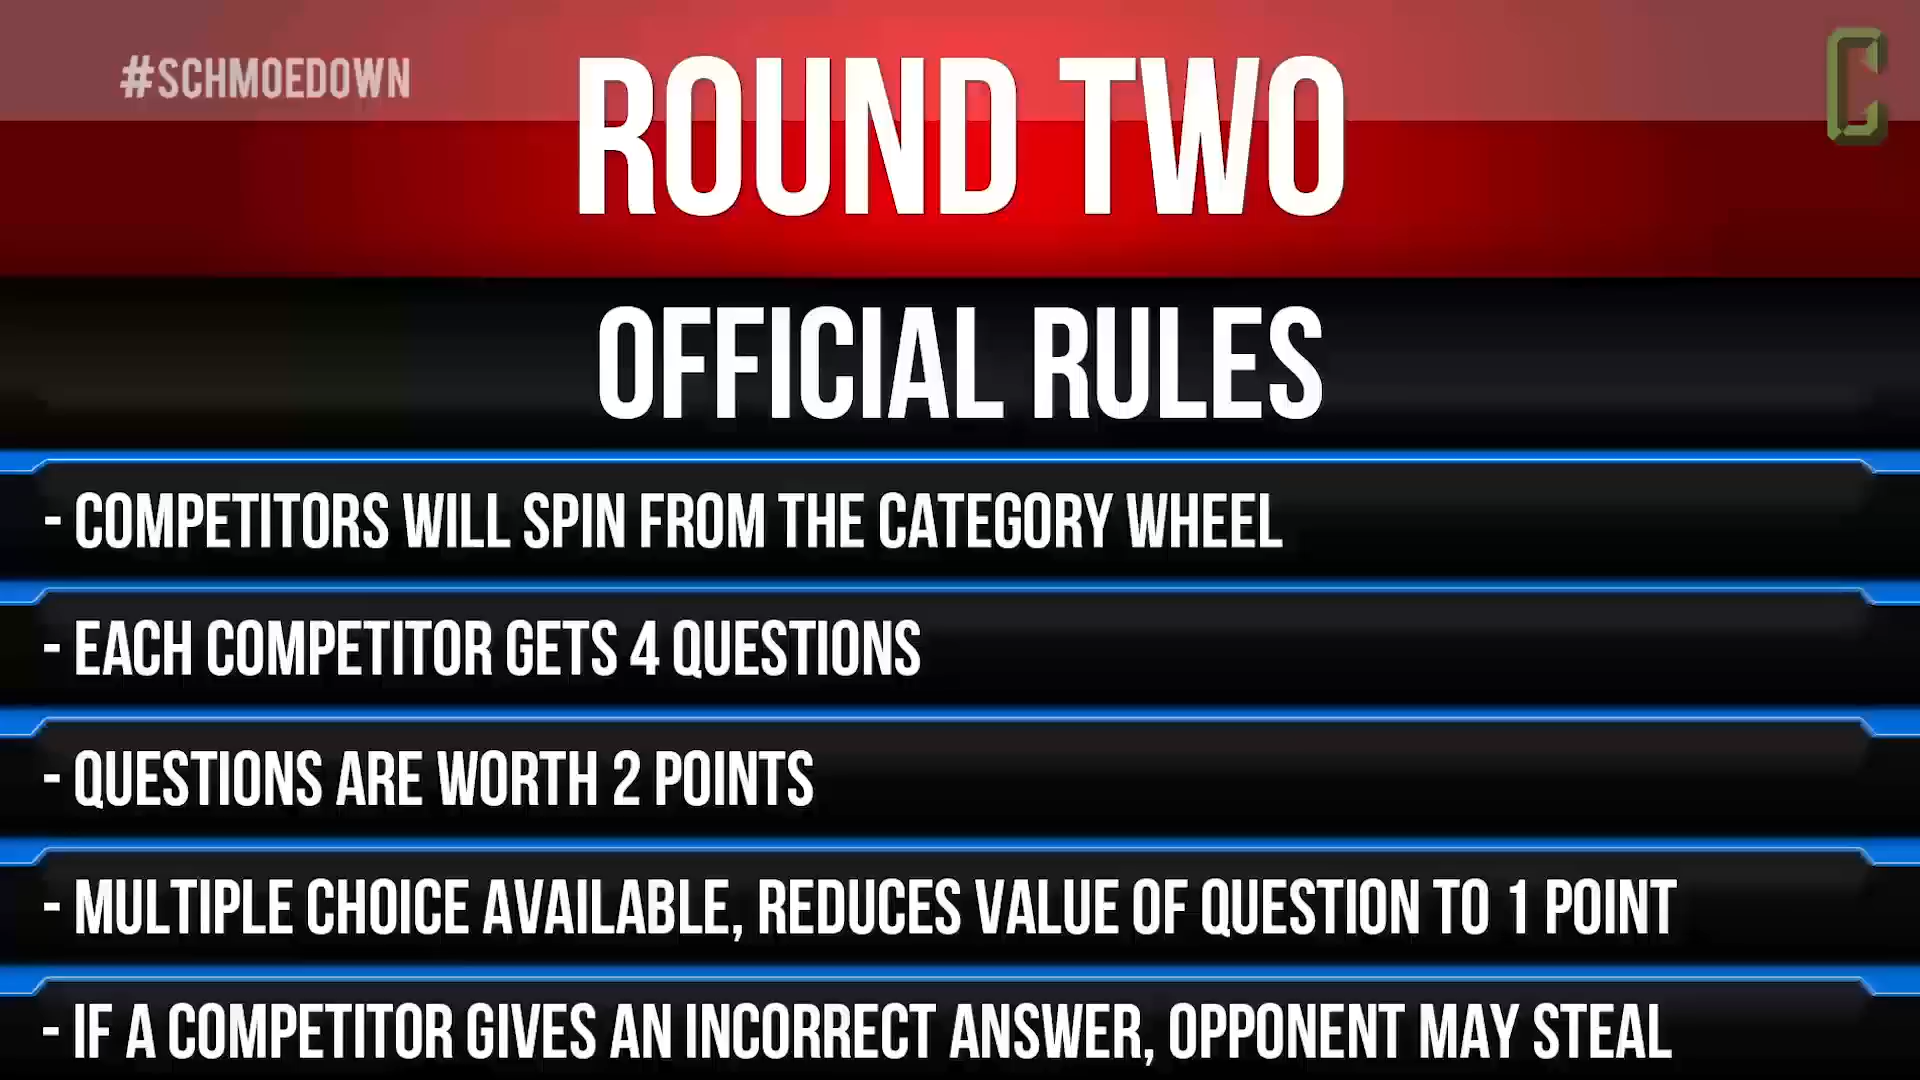 #SCHMOEDOWN
ROUND TWO
OFFICIAL RULES
- COMPETITORS WILL SPIN FROM THE CATEGORY WHEEL
- EACH COMPETITOR GETS 4 QUESTIONS
- QUESTIONS ARE WORTH 2 POINTS
- MULTIPLE CHOICE AVAILABLE, REDUCES VALUE OF QUESTION TO 1 POINT
- IF A COMPETITOR GIVES AN INCORRECT ANSWER, OPPONENT MAY STEAL